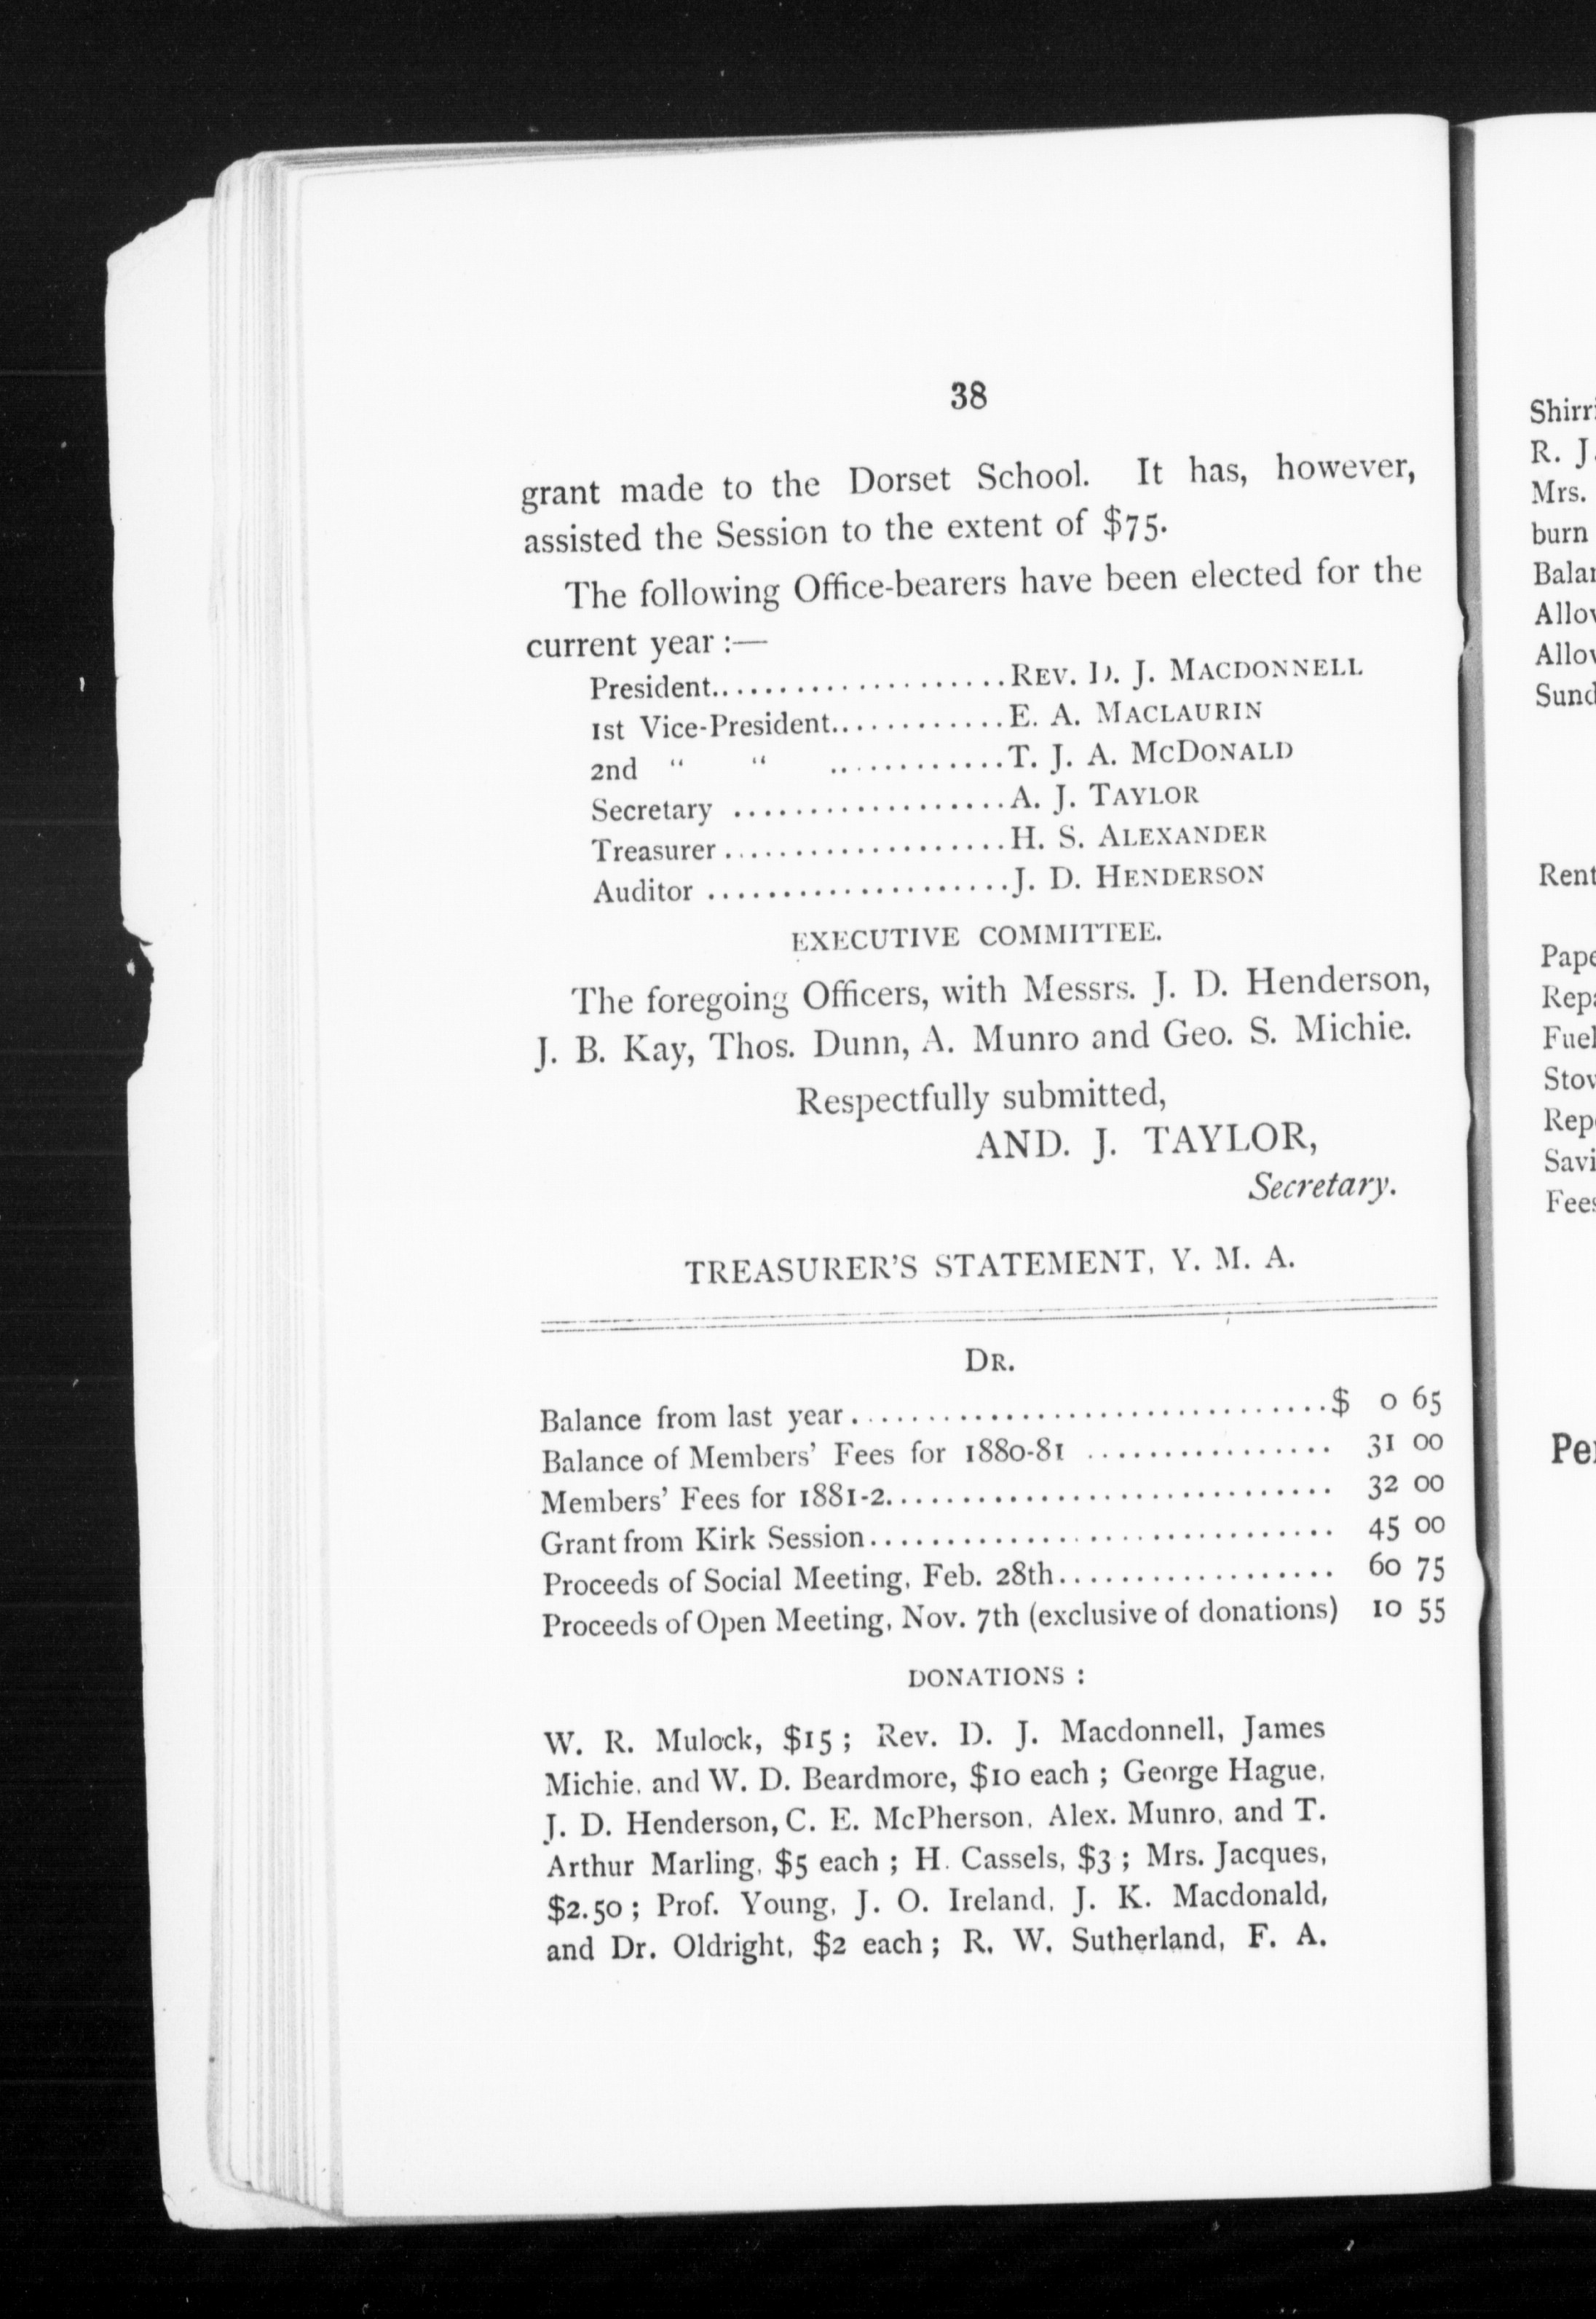 38
grant made to the Dorset School. It has, however,
assisted the Session to the extent of $75.
The following Office-bearers have been elected for the
current year :—
President....................REV. D. J. MACDONNELL
1st Vice-President............E. A. MACLAURIN
2nd " " ............T. J. A. MCDONALD
Secretary ..................A. J. TAYLOR
Treasurer...................H. S. ALEXANDER
Auditor ....................J. D. HENDERSON
EXECUTIVE COMMITTEE.
The foregoing Officers, with Messrs. J. D. Henderson,
J. B. Kay, Thos. Dunn, A. Munro and Geo. S. Michie.
Respectfully submitted,
AND. J. TAYLOR,
Secretary.
TREASURER'S STATEMENT, Y. M. A.
DR.
Balance from last year...............................$ 0 65
Balance of Members' Fees for 1880-81 ................ 31 00
Members' Fees for 1881-2............................. 32 00
Grant from Kirk Session.............................. 45 00
Proceeds of Social Meeting, Feb. 28th.................. 60 75
Proceeds of Open Meeting, Nov. 7th (exclusive of donations) 10 55
DONATIONS :
W. R. Mulock, $15 ; Rev. D. J. Macdonnell, James
Michie, and W. D. Beardmore, $10 each ; George Hague,
J. D. Henderson, C. E. McPherson, Alex. Munro, and T.
Arthur Marling, $5 each ; H. Cassels, $3 ; Mrs. Jacques,
$2.50 ; Prof. Young, J. O. Ireland, J. K. Macdonald,
and Dr. Oldright, $2 each ; R. W. Sutherland, F. A.
R. J.
Mrs.
burn
Rent